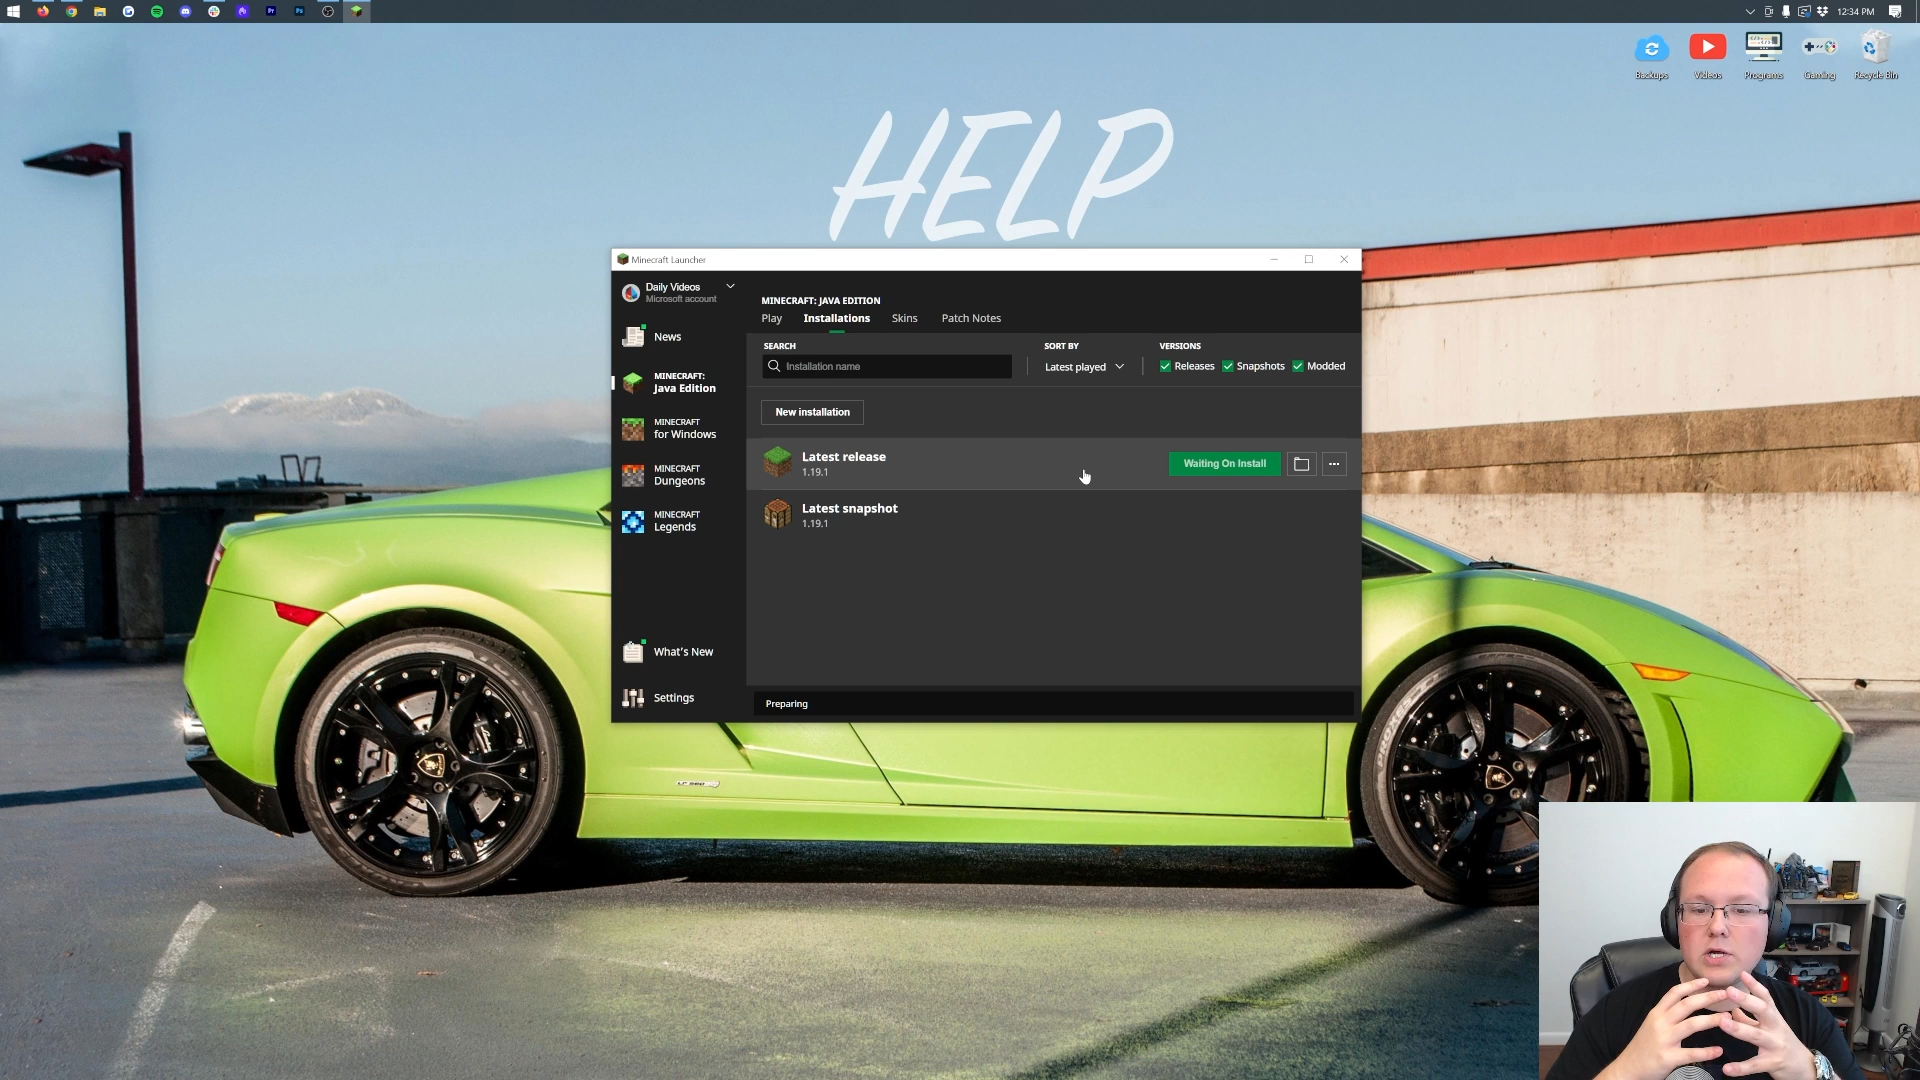 12:34 PM
Backups
Videos
Programs
Gaming
Recycle Bin
HELP
Minecraft Launcher
Daily Videos
Microsoft account
News
MINECRAFT:
Java Edition
MINECRAFT
for Windows
MINECRAFT
Dungeons
MINECRAFT
Legends
What's New
Settings
MINECRAFT: JAVA EDITION
Play Installations Skins Patch Notes
SEARCH
Installation name
SORT BY
Latest played
VERSIONS
Releases Snapshots Modded
New installation
Latest release
1.19.1
Waiting On Install
Latest snapshot
1.19.1
Preparing